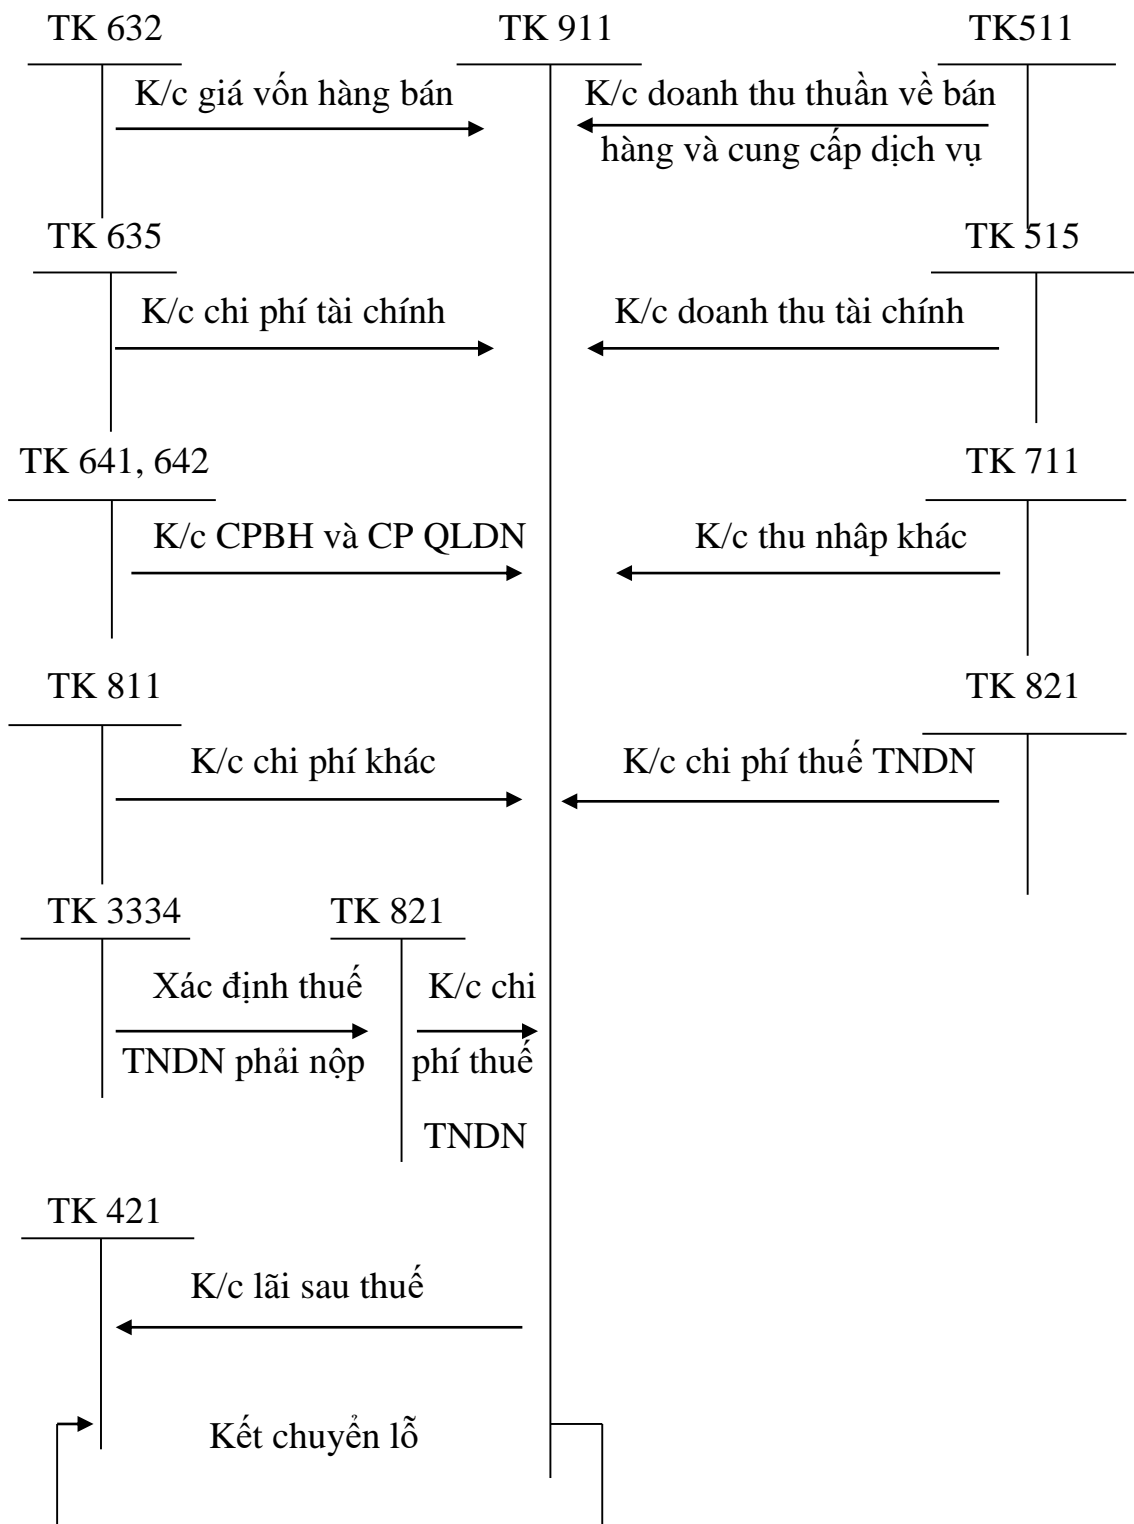 TK 632
TK 911
TK511
K/c giá vốn hàng bán
K/c doanh thu thuần về bán
hàng và cung cấp dịch vụ
TK 635
TK 515
K/c chi phí tài chính
K/c doanh thu tài chính
TK 641, 642
TK 711
K/c CPBH và CP QLDN
K/c thu nhâp khác
TK 811
TK 821
K/c chi phí khác
K/c chi phí thuế TNDN
TK 3334
TK 821
Xác định thuế
TNDN phải nộp
K/c chi
phí thuế
TNDN
TK 421
K/c lãi sau thuế
Kết chuyển lỗ